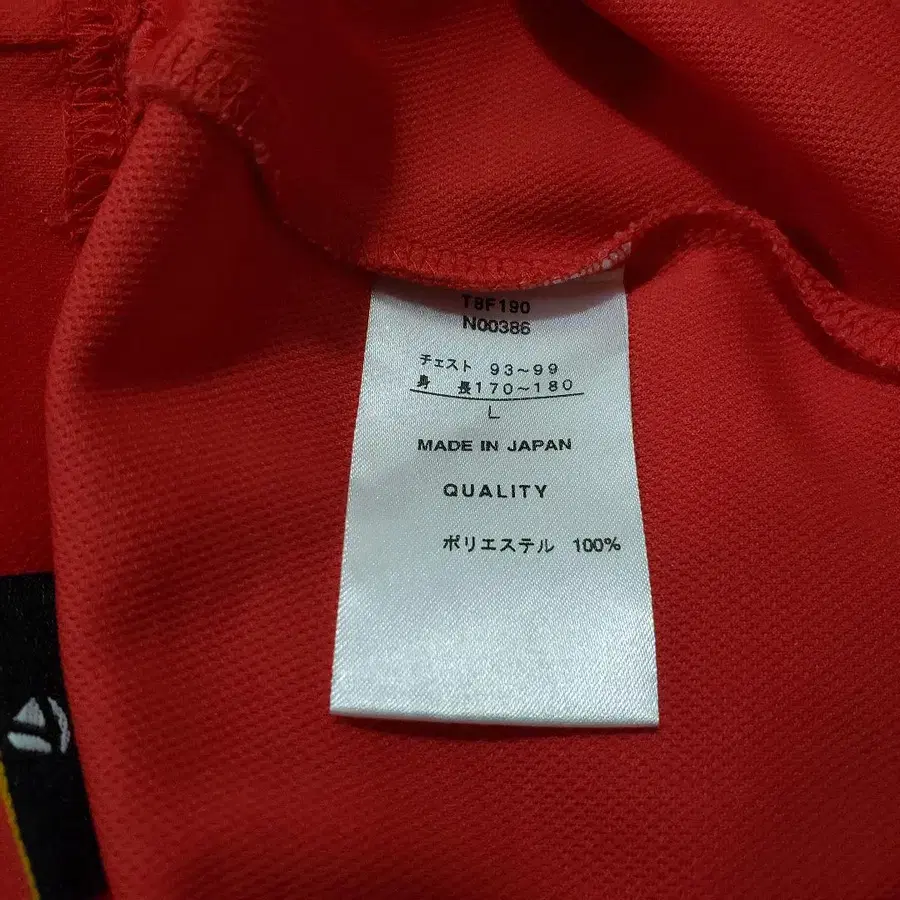 T8F190
N00386
チェスト 93~99
身 長170~180
L
MADE IN JAPAN
QUALITY
ポリエステル 100%